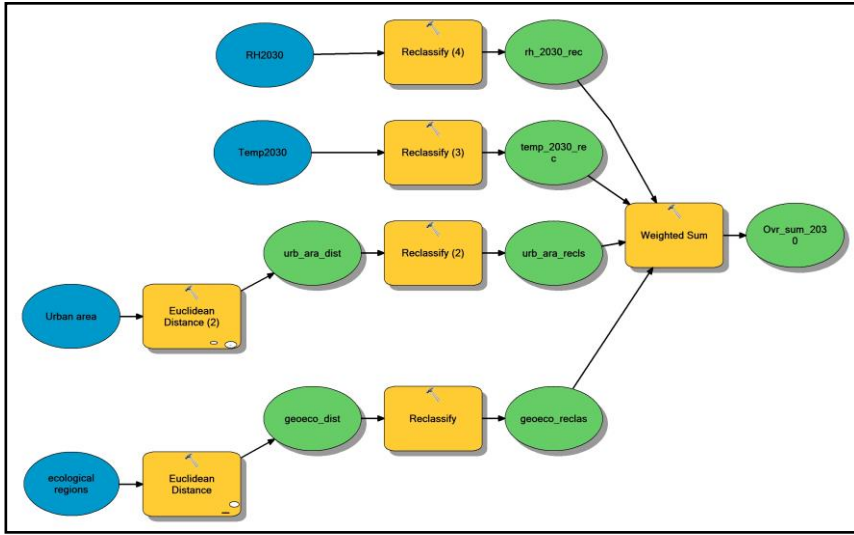 RH2030
Reclassify (4)
rh_2030_rec
Temp2030
Reclassify (3)
temp_2030_re
c
Weighted Sum
Ovr_sum_203
0
urb_ara_dist
Reclassify (2)
urb_ara_recls
Urban area
Euclidean
Distance (2)
geoeco_dist
Reclassify
geoeco_reclas
ecological
regions
Euclidean
Distance